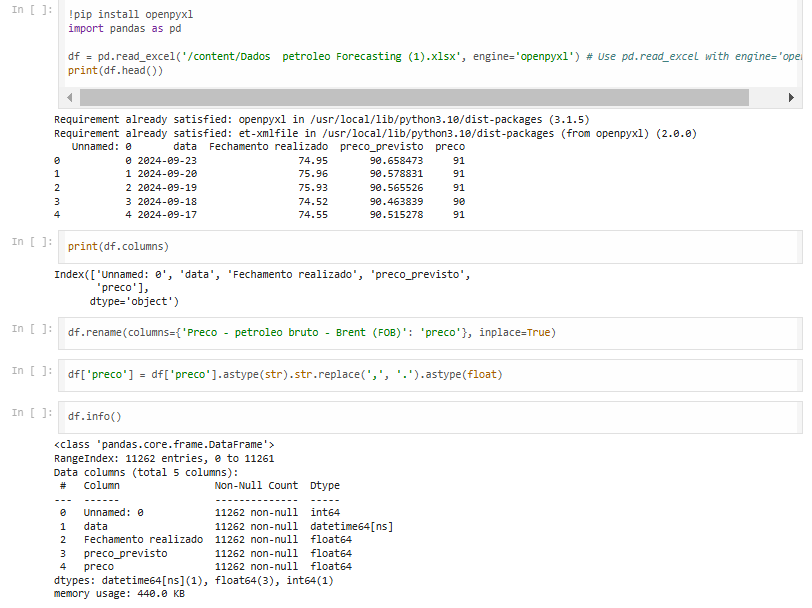 In [ ]:
!pip install openpyxl
import pandas as pd
df = pd.read_excel('/content/Dados  petroleo Forecasting (1).xlsx', engine='openpyxl') # Use pd.read_excel with engine='ope
print(df.head())
Requirement already satisfied: openpyxl in /usr/local/lib/python3.10/dist-packages (3.1.5)
Requirement already satisfied: et-xmlfile in /usr/local/lib/python3.10/dist-packages (from openpyxl) (2.0.0)
   Unnamed: 0       data  Fechamento realizado  preco_previsto  preco
0           0 2024-09-23                 74.95       90.658473     91
1           1 2024-09-20                 75.96       90.578831     91
2           2 2024-09-19                 75.93       90.565526     91
3           3 2024-09-18                 74.52       90.463839     90
4           4 2024-09-17                 74.55       90.515278     91
In [ ]:
print(df.columns)
Index(['Unnamed: 0', 'data', 'Fechamento realizado', 'preco_previsto',
       'preco'],
      dtype='object')
In [ ]:
df.rename(columns={'Preco - petroleo bruto - Brent (FOB)': 'preco'}, inplace=True)
In [ ]:
df['preco'] = df['preco'].astype(str).str.replace(',', '.').astype(float)
In [ ]:
df.info()
<class 'pandas.core.frame.DataFrame'>
RangeIndex: 11262 entries, 0 to 11261
Data columns (total 5 columns):
 #   Column                Non-Null Count  Dtype
---  ------                --------------  -----
 0   Unnamed: 0            11262 non-null  int64
 1   data                  11262 non-null  datetime64[ns]
 2   Fechamento realizado  11262 non-null  float64
 3   preco_previsto        11262 non-null  float64
 4   preco                 11262 non-null  float64
dtypes: datetime64[ns](1), float64(3), int64(1)
memory usage: 440.0 KB